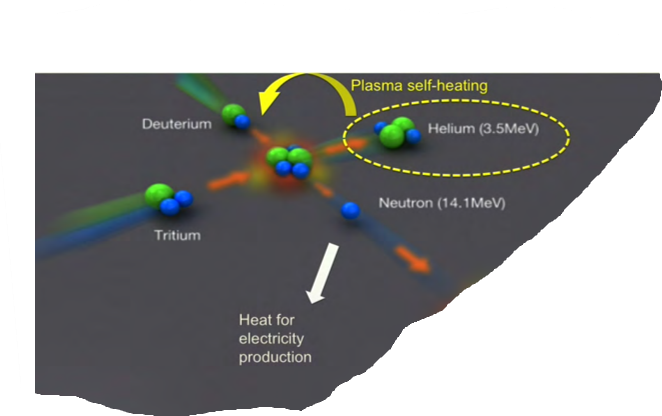 Plasma self-heating
Deuterium
Helium (3.5MeV)
Neutron (14.1MeV)
Tritium
Heat for
electricity
production